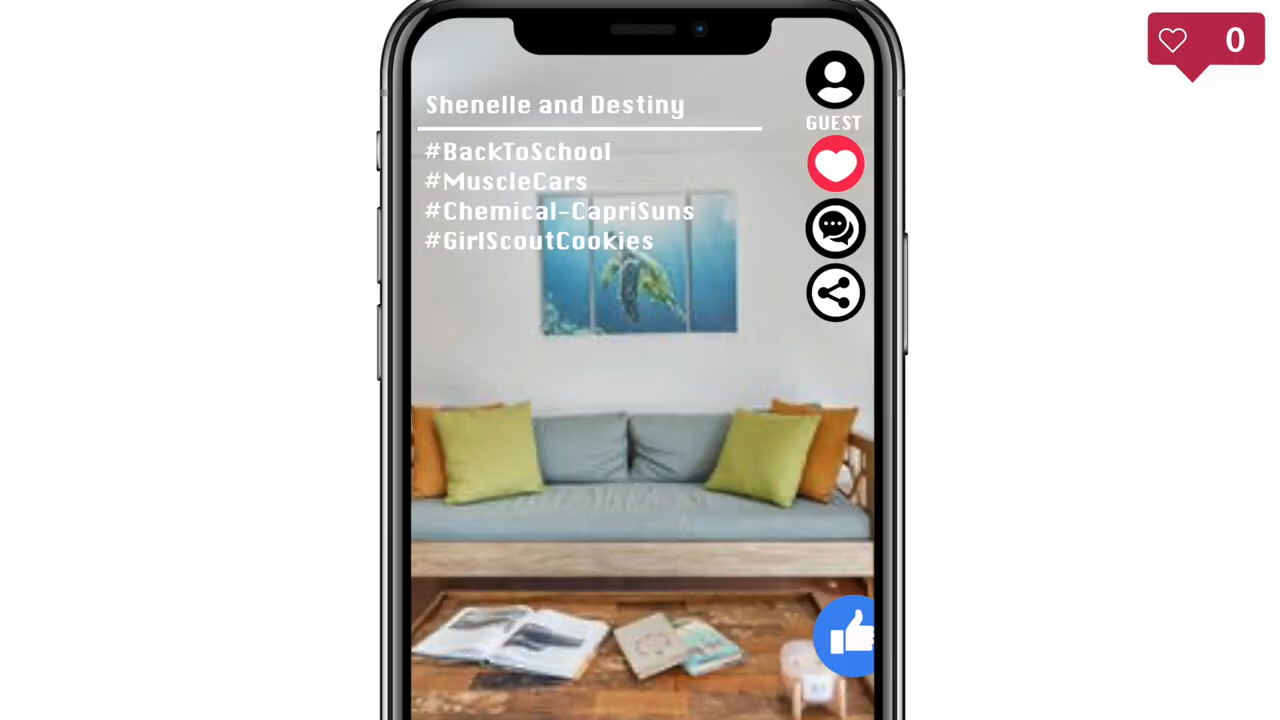 0
Shenelle and Destiny
GUEST
#BackToSchool
#MuscleCars
#Chemical-CapriSuns
#GirlScoutCookies